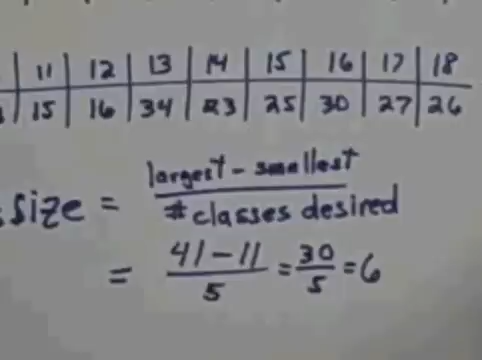 11 12 13 14 15 16 17 18
15 16 34 23 25 30 27 26
largest - smallest
size = # classes desired
= 41-11 / 5 = 30 / 5 = 6